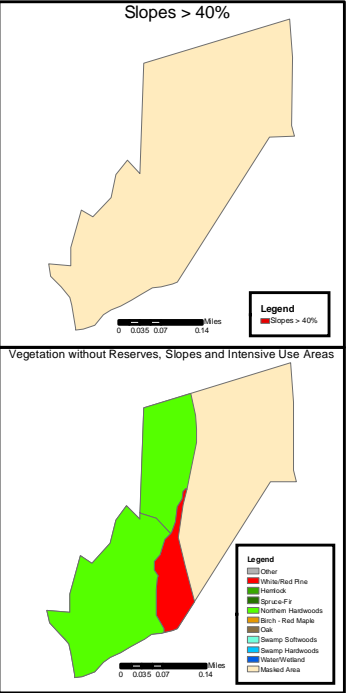 Slopes > 40%
Miles
0 0.035 0.07 0.14
Legend
Slopes > 40%
Vegetation without Reserves, Slopes and Intensive Use Areas
Miles
0 0.035 0.07 0.14
Legend
Other
White/Red Pine
Hemlock
Spruce-Fir
Northern Hardwoods
Birch - Red Maple
Oak
Swamp Softwoods
Swamp Hardwoods
Water/Wetland
Masked Area